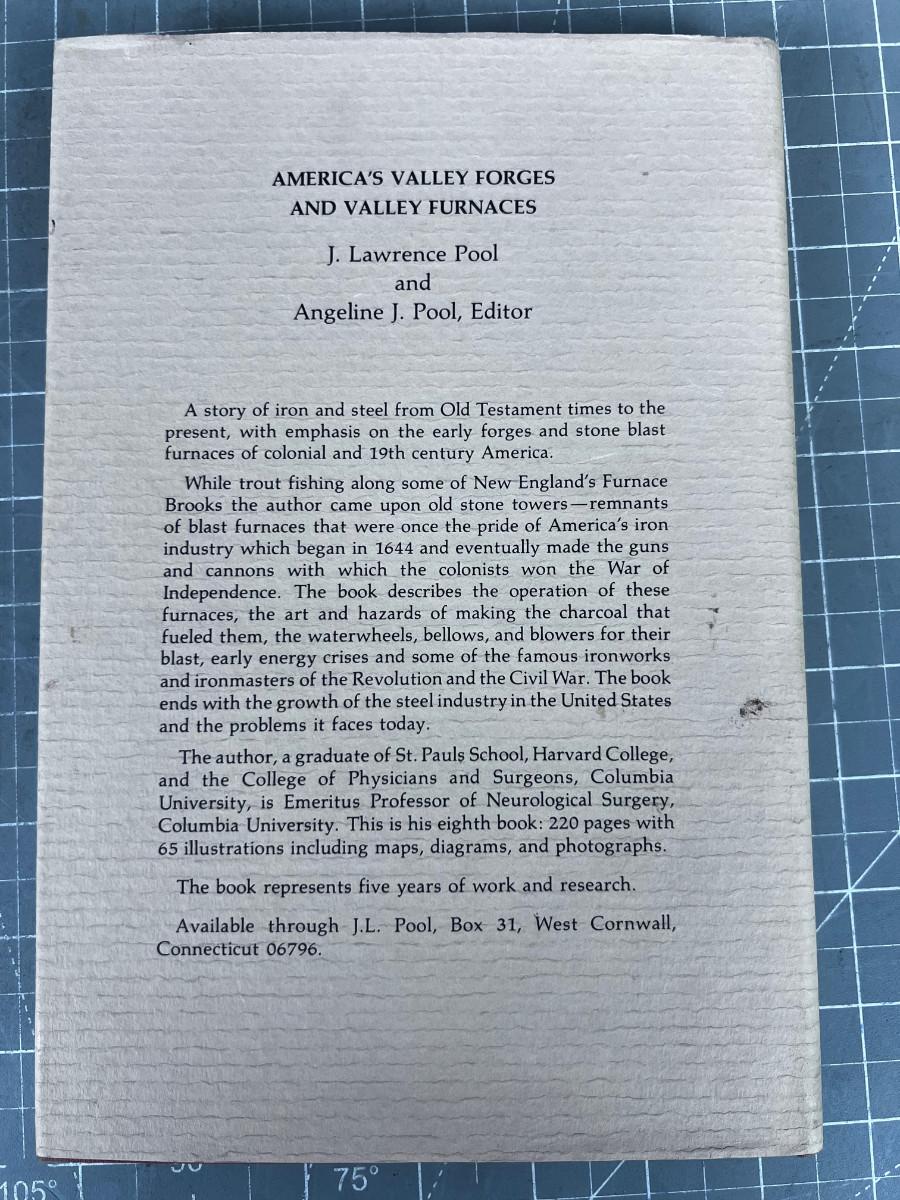 AMERICA'S VALLEY FORGES
AND VALLEY FURNACES
J. Lawrence Pool
and
Angeline J. Pool, Editor
A story of iron and steel from Old Testament times to the
present, with emphasis on the early forges and stone blast
furnaces of colonial and 19th century America.
While trout fishing along some of New England's Furnace
Brooks the author came upon old stone towers—remnants
of blast furnaces that were once the pride of America's iron
industry which began in 1644 and eventually made the guns
and cannons with which the colonists won the War of
Independence. The book describes the operation of these
furnaces, the art and hazards of making the charcoal that
fueled them, the waterwheels, bellows, and blowers for their
blast, early energy crises and some of the famous ironworks
and ironmasters of the Revolution and the Civil War. The book
ends with the growth of the steel industry in the United States
and the problems it faces today.
The author, a graduate of St. Pauls School, Harvard College,
and the College of Physicians and Surgeons, Columbia
University, is Emeritus Professor of Neurological Surgery,
Columbia University. This is his eighth book: 220 pages with
65 illustrations including maps, diagrams, and photographs.
The book represents five years of work and research.
Available through J.L. Pool, Box 31, West Cornwall,
Connecticut 06796.
105°
75°